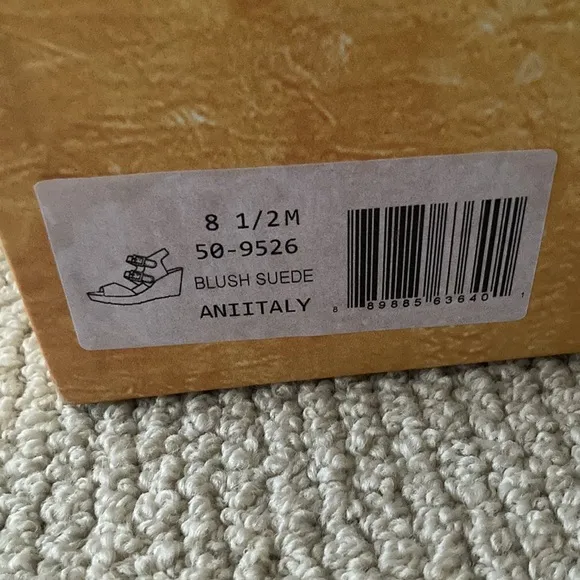 8 1/2M
50-9526
BLUSH SUEDE
ANIITALY
8 89885 63640 1